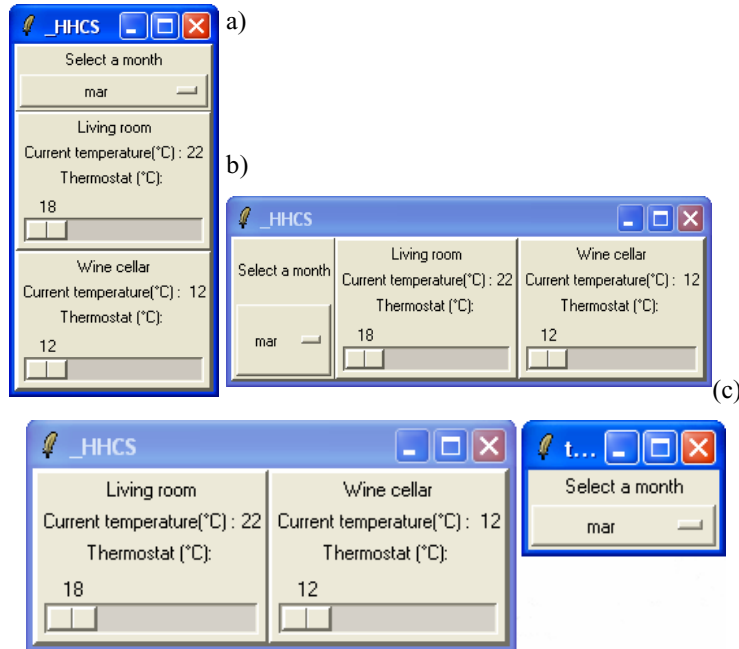 _HHCS
a)
Select a month
mar
Living room
Current temperature(°C) : 22
Thermostat (°C):
18
Wine cellar
Current temperature(°C) : 12
Thermostat (°C):
12
b)
_HHCS
Select a month
mar
Living room
Current temperature(°C) : 22
Thermostat (°C):
18
Wine cellar
Current temperature(°C) : 12
Thermostat (°C):
12
(c)
_HHCS
Living room
Current temperature(°C) : 22
Thermostat (°C):
18
Wine cellar
Current temperature(°C) : 12
Thermostat (°C):
12
t...
Select a month
mar